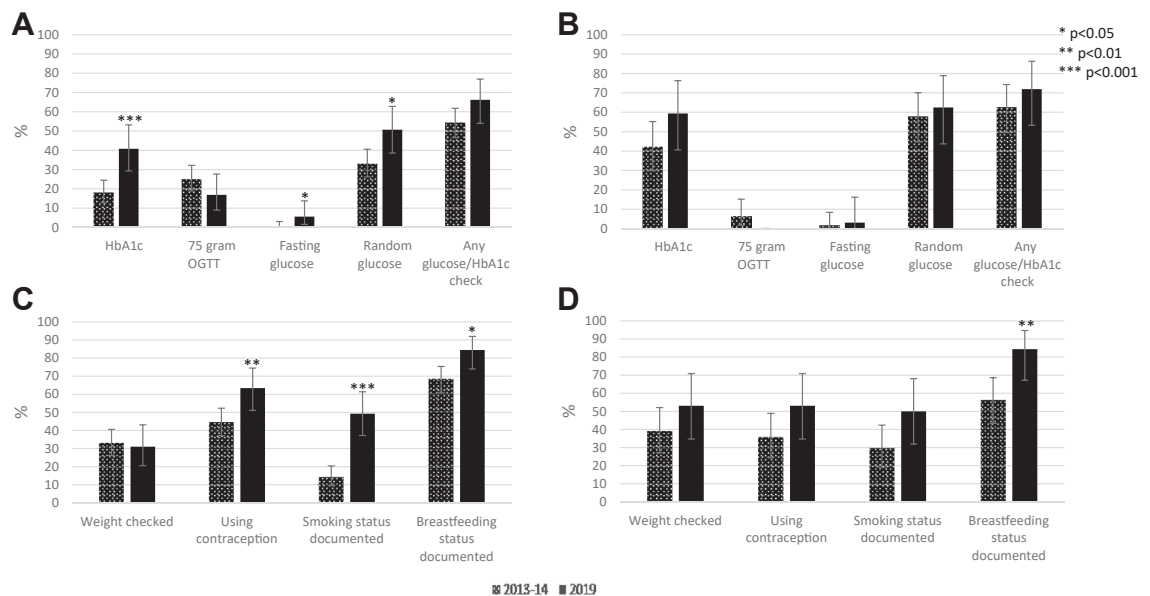 A
100
90
80
70
60
50
40
30
20
10
0
%
***
*
*
HbA1c
75 gram
OGTT
Fasting
glucose
Random
glucose
Any
glucose/HbA1c
check
B
100
90
80
70
60
50
40
30
20
10
0
%
* p<0.05
** p<0.01
*** p<0.001
HbA1c
75 gram
OGTT
Fasting
glucose
Random
glucose
Any
glucose/HbA1c
check
C
100
90
80
70
60
50
40
30
20
10
0
%
**
***
*
Weight checked
Using
contraception
Smoking status
documented
Breastfeeding
status
documented
D
100
90
80
70
60
50
40
30
20
10
0
%
**
Weight checked
Using
contraception
Smoking status
documented
Breastfeeding
status
documented
2013-14 2019